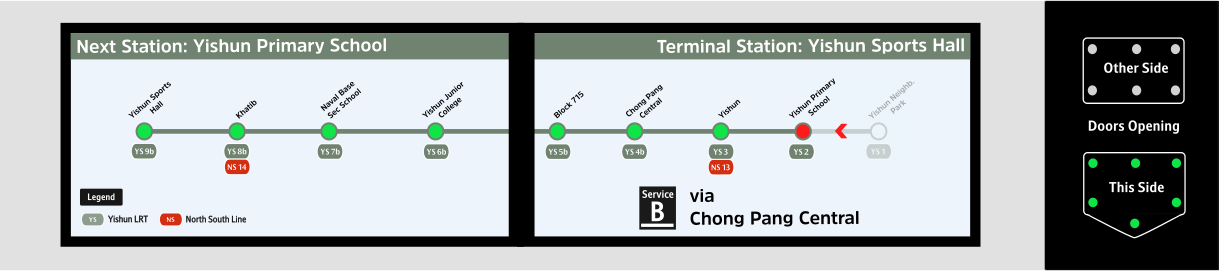 Next Station: Yishun Primary School
Terminal Station: Yishun Sports Hall
Yishun Sports
Hall
Khatib
Naval Base
Sec School
Yishun Junior
College
Block 715
Chong Pang
Central
Yishun
Yishun Primary
School
Yishun Neighb.
Park
YS 9b
YS 8b
YS 7b
YS 6b
YS 5b
YS 4b
YS 3
YS 2
YS 1
NS 14
NS 13
Legend
YS Yishun LRT
NS North South Line
Service
B
via
Chong Pang Central
Other Side
Doors Opening
This Side